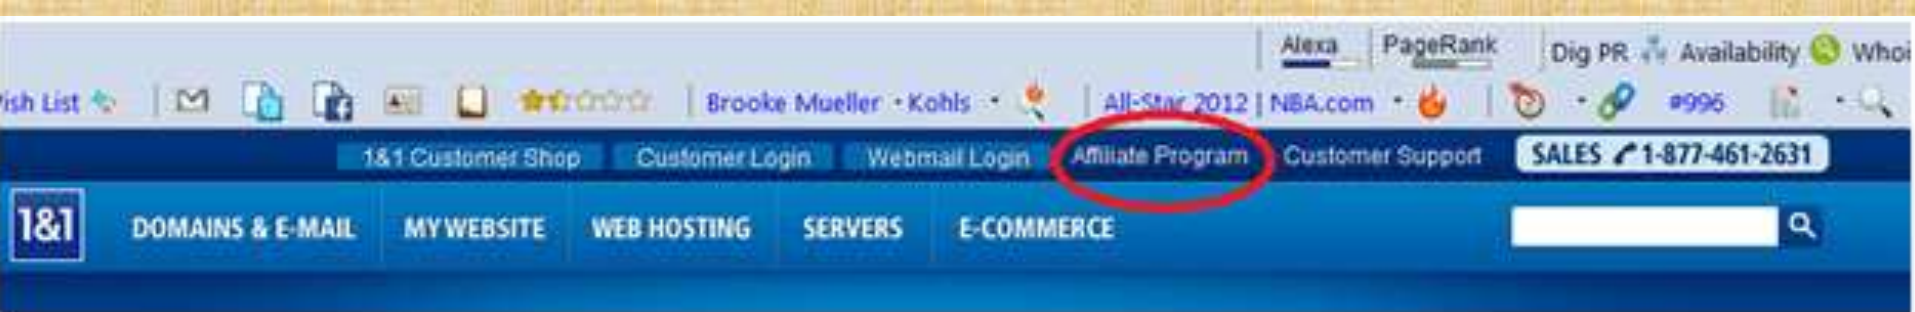 Alexa PageRank Dig PR Availability Whoi
ish List Brooke Mueller · Kohls · All-Star 2012 | NBA.com · #996
1&1 Customer Shop Customer Login Webmail Login Affiliate Program Customer Support SALES 1-877-461-2631
1&1 DOMAINS & E-MAIL MYWEBSITE WEB HOSTING SERVERS E-COMMERCE